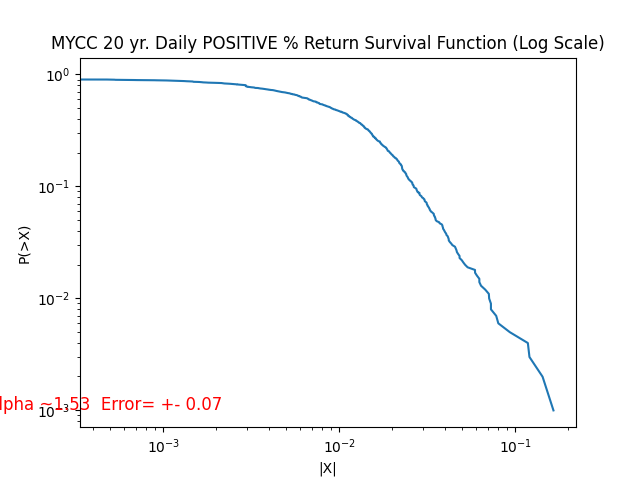 MYCC 20 yr. Daily POSITIVE % Return Survival Function (Log Scale)
10⁰
10⁻¹
P(>X)
10⁻²
10⁻³
lpha ~1.53 Error= +- 0.07
10⁻³ 10⁻² 10⁻¹
|X|